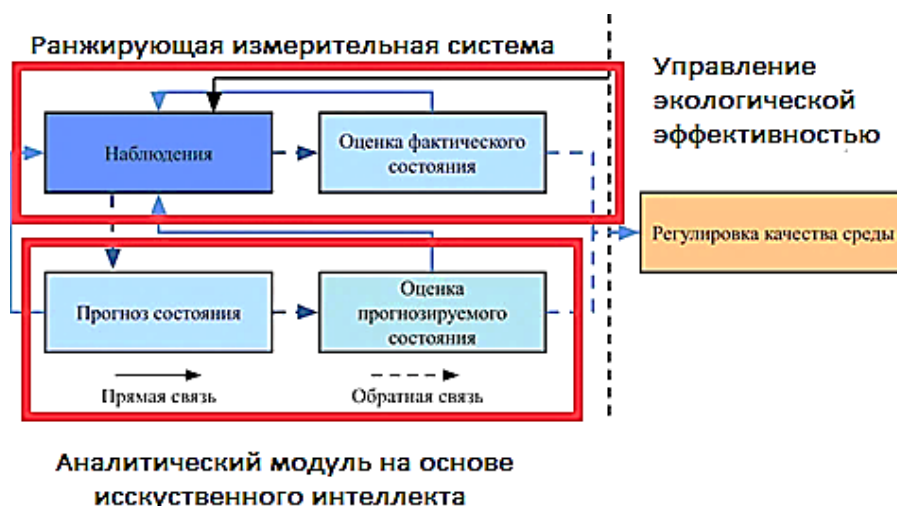 Ранжирующая измерительная система
Управление
экологической
эффективностью
Наблюдения
Оценка фактического
состояния
Регулировка качества среды
Прогноз состояния
Оценка
прогнозируемого
состояния
Прямая связь
Обратная связь
Аналитический модуль на основе
исскуственного интеллекта